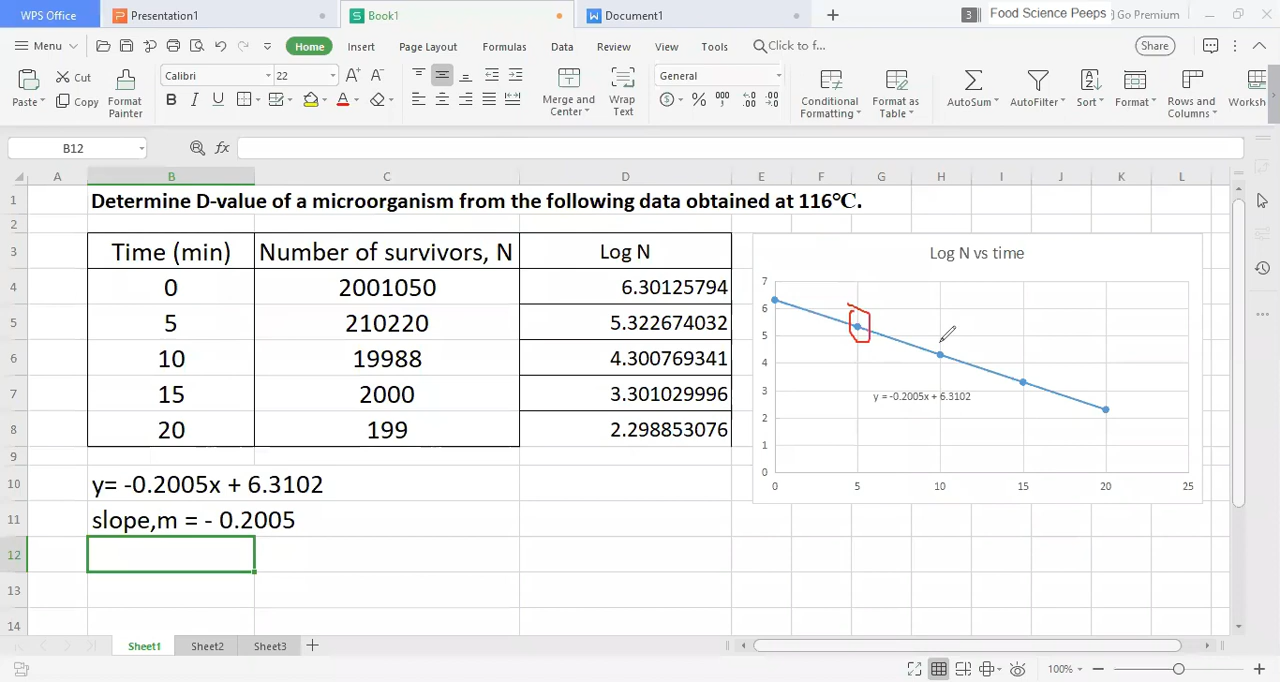 WPS Office
Presentation1
Book1
Document1
3
Food Science Peeps
Go Premium
Menu
Home
Insert
Page Layout
Formulas
Data
Review
View
Tools
Click to f...
Share
Paste
Cut
Copy
Format
Painter
Calibri
22
B I U
Merge and
Center
Wrap
Text
General
Conditional
Formatting
Format as
Table
AutoSum
AutoFilter
Sort
Format
Rows and
Columns
Worksh
B12
fx
A B C D E F G H I J K L
1 Determine D-value of a microorganism from the following data obtained at 116°C.
2
3 Time (min) Number of survivors, N Log N
4 0 2001050 6.30125794
5 5 210220 5.322674032
6 10 19988 4.300769341
7 15 2000 3.301029996
8 20 199 2.298853076
9
10 y= -0.2005x + 6.3102
11 slope,m = - 0.2005
12
13
14
Log N vs time
7
6
5
4
3
2
1
0
y = -0.2005x + 6.3102
0 5 10 15 20 25
Sheet1 Sheet2 Sheet3
100%